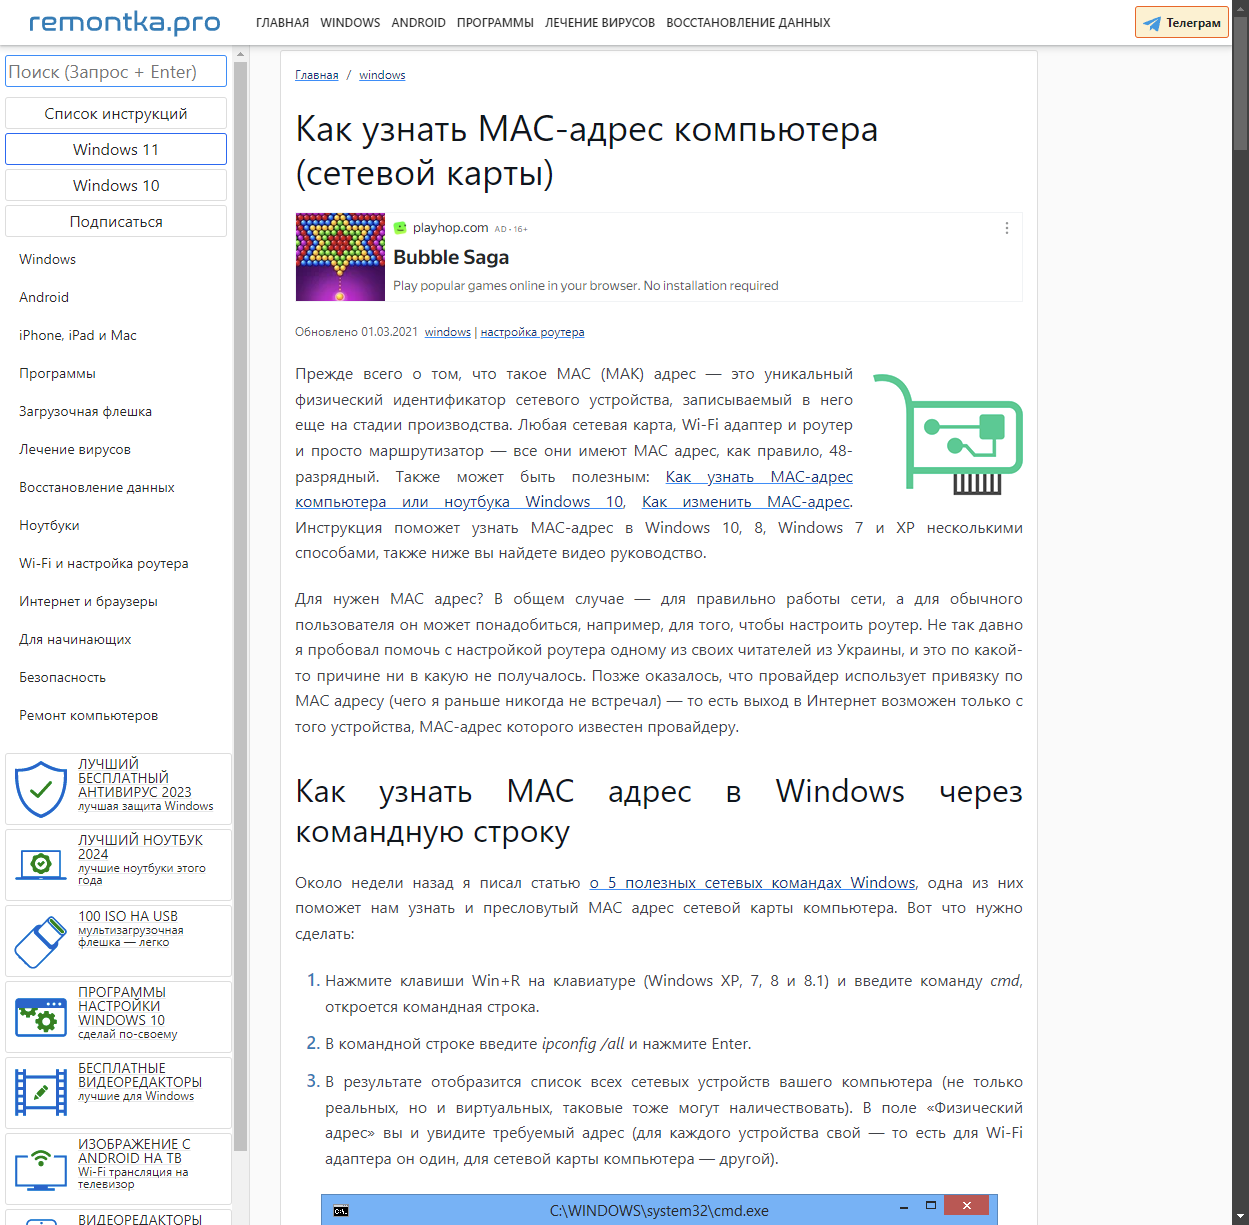 remontka.pro
ГЛАВНАЯ WINDOWS ANDROID ПРОГРАММЫ ЛЕЧЕНИЕ ВИРУСОВ ВОССТАНОВЛЕНИЕ ДАННЫХ
Телеграм
Поиск (Запрос + Enter)
Список инструкций
Windows 11
Windows 10
Подписаться
Windows
Android
iPhone, iPad и Mac
Программы
Загрузочная флешка
Лечение вирусов
Восстановление данных
Ноутбуки
Wi-Fi и настройка роутера
Интернет и браузеры
Для начинающих
Безопасность
Ремонт компьютеров
ЛУЧШИЙ
БЕСПЛАТНЫЙ
АНТИВИРУС 2023
лучшая защита Windows
ЛУЧШИЙ НОУТБУК
2024
лучшие ноутбуки этого
года
100 ISO НА USB
мультизагрузочная
флешка — легко
ПРОГРАММЫ
НАСТРОЙКИ
WINDOWS 10
сделай по-своему
БЕСПЛАТНЫЕ
ВИДЕОРЕДАКТОРЫ
лучшие для Windows
ИЗОБРАЖЕНИЕ С
ANDROID НА ТВ
Wi-Fi трансляция на
телевизор
ВИДЕОРЕДАКТОРЫ
Главная / windows
Как узнать MAC-адрес компьютера
(сетевой карты)
playhop.com AD • 16+
Bubble Saga
Play popular games online in your browser. No installation required
Обновлено 01.03.2021 windows | настройка роутера
Прежде всего о том, что такое MAC (МАК) адрес — это уникальный
физический идентификатор сетевого устройства, записываемый в него
еще на стадии производства. Любая сетевая карта, Wi-Fi адаптер и роутер
и просто маршрутизатор — все они имеют MAC адрес, как правило, 48-
разрядный. Также может быть полезным: Как узнать MAC-адрес
компьютера или ноутбука Windows 10, Как изменить MAC-адрес.
Инструкция поможет узнать MAC-адрес в Windows 10, 8, Windows 7 и XP несколькими
способами, также ниже вы найдете видео руководство.
Для нужен MAC адрес? В общем случае — для правильно работы сети, а для обычного
пользователя он может понадобиться, например, для того, чтобы настроить роутер. Не так давно
я пробовал помочь с настройкой роутера одному из своих читателей из Украины, и это по какой-
то причине ни в какую не получалось. Позже оказалось, что провайдер использует привязку по
MAC адресу (чего я раньше никогда не встречал) — то есть выход в Интернет возможен только с
того устройства, MAC-адрес которого известен провайдеру.
Как узнать MAC адрес в Windows через
командную строку
Около недели назад я писал статью о 5 полезных сетевых командах Windows, одна из них
поможет нам узнать и пресловутый MAC адрес сетевой карты компьютера. Вот что нужно
сделать:
1. Нажмите клавиши Win+R на клавиатуре (Windows XP, 7, 8 и 8.1) и введите команду cmd,
откроется командная строка.
2. В командной строке введите ipconfig /all и нажмите Enter.
3. В результате отобразится список всех сетевых устройств вашего компьютера (не только
реальных, но и виртуальных, таковые тоже могут наличествовать). В поле «Физический
адрес» вы и увидите требуемый адрес (для каждого устройства свой — то есть для Wi-Fi
адаптера он один, для сетевой карты компьютера — другой).
C:\WINDOWS\system32\cmd.exe